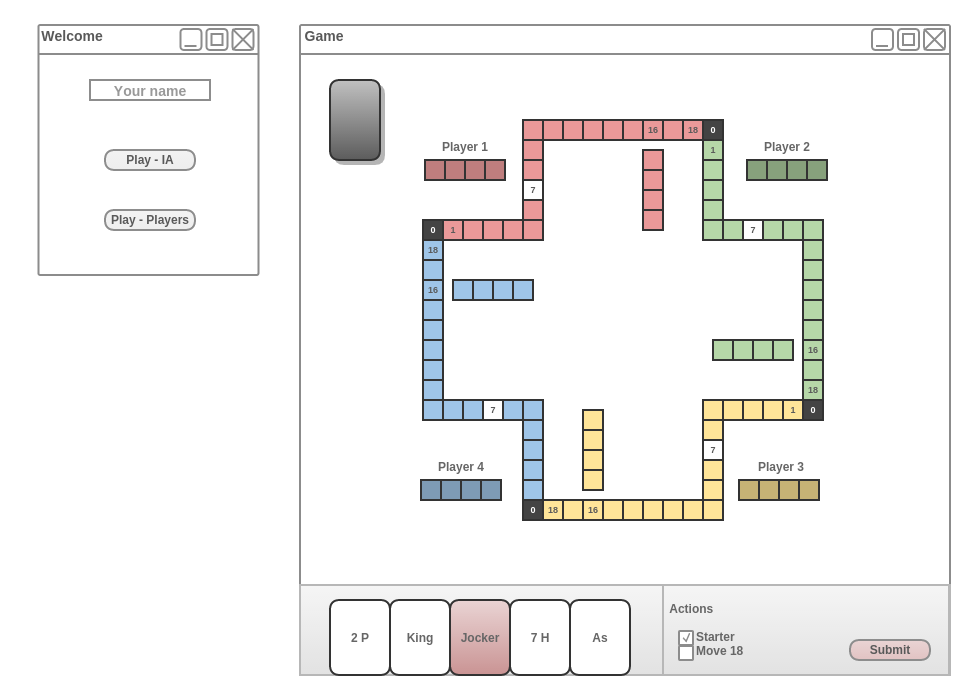 Welcome
Your name
Play - IA
Play - Players
Game
16 18 0
Player 1
1
Player 2
7
0 1
7
18
16
16
18
7
1 0
7
Player 4
Player 3
0 18 16
2 P King Jocker 7 H As
Actions
Starter
Move 18
Submit